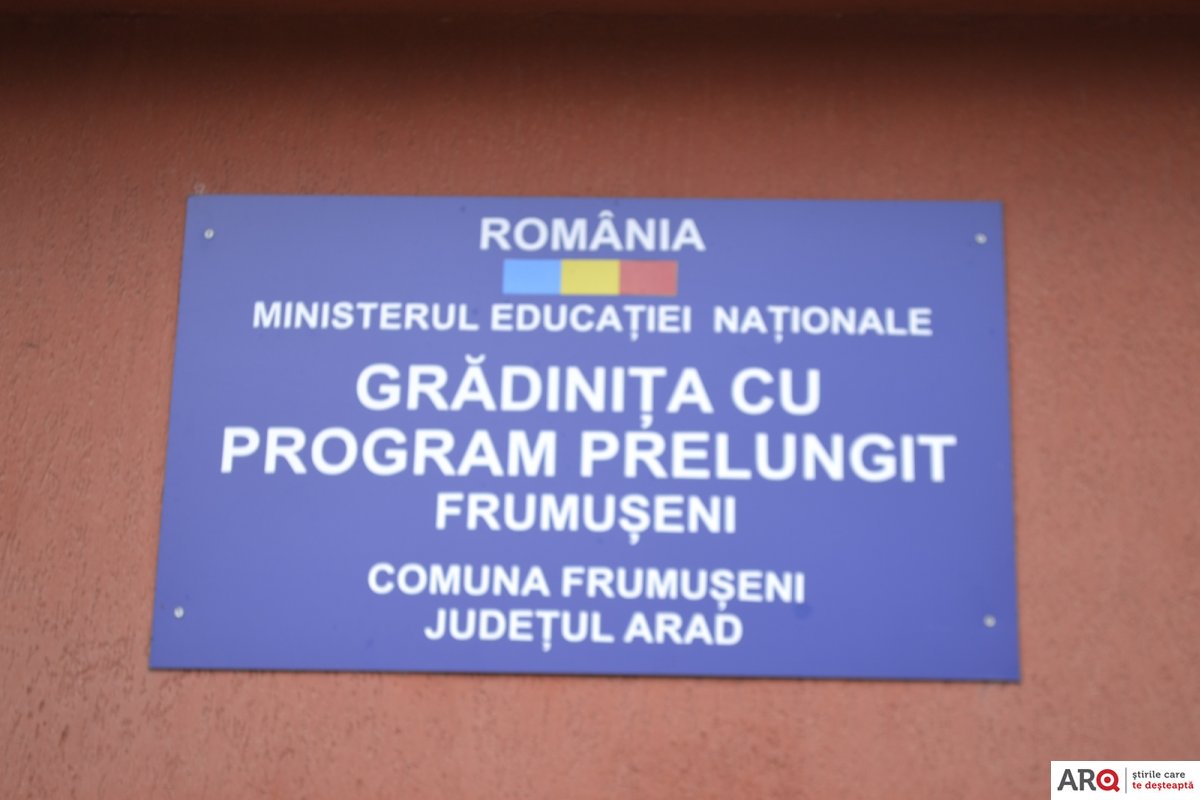 ROMÂNIA
MINISTERUL EDUCAȚIEI NAȚIONALE
GRĂDINIȚA CU
PROGRAM PRELUNGIT
FRUMUȘENI
COMUNA FRUMUȘENI
JUDEȚUL ARAD
ARQ
știrile care
te deșteaptă